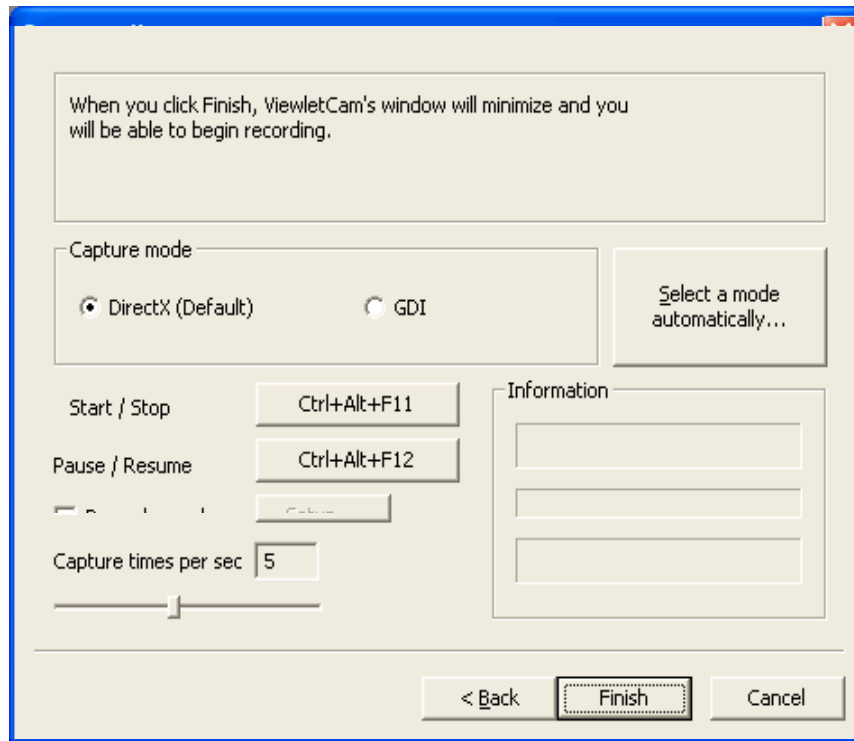 When you click Finish, ViewletCam's window will minimize and you
will be able to begin recording.
Capture mode
DirectX (Default)
GDI
Select a mode
automatically...
Start / Stop
Ctrl+Alt+F11
Pause / Resume
Ctrl+Alt+F12
Capture times per sec
5
Information
< Back
Finish
Cancel